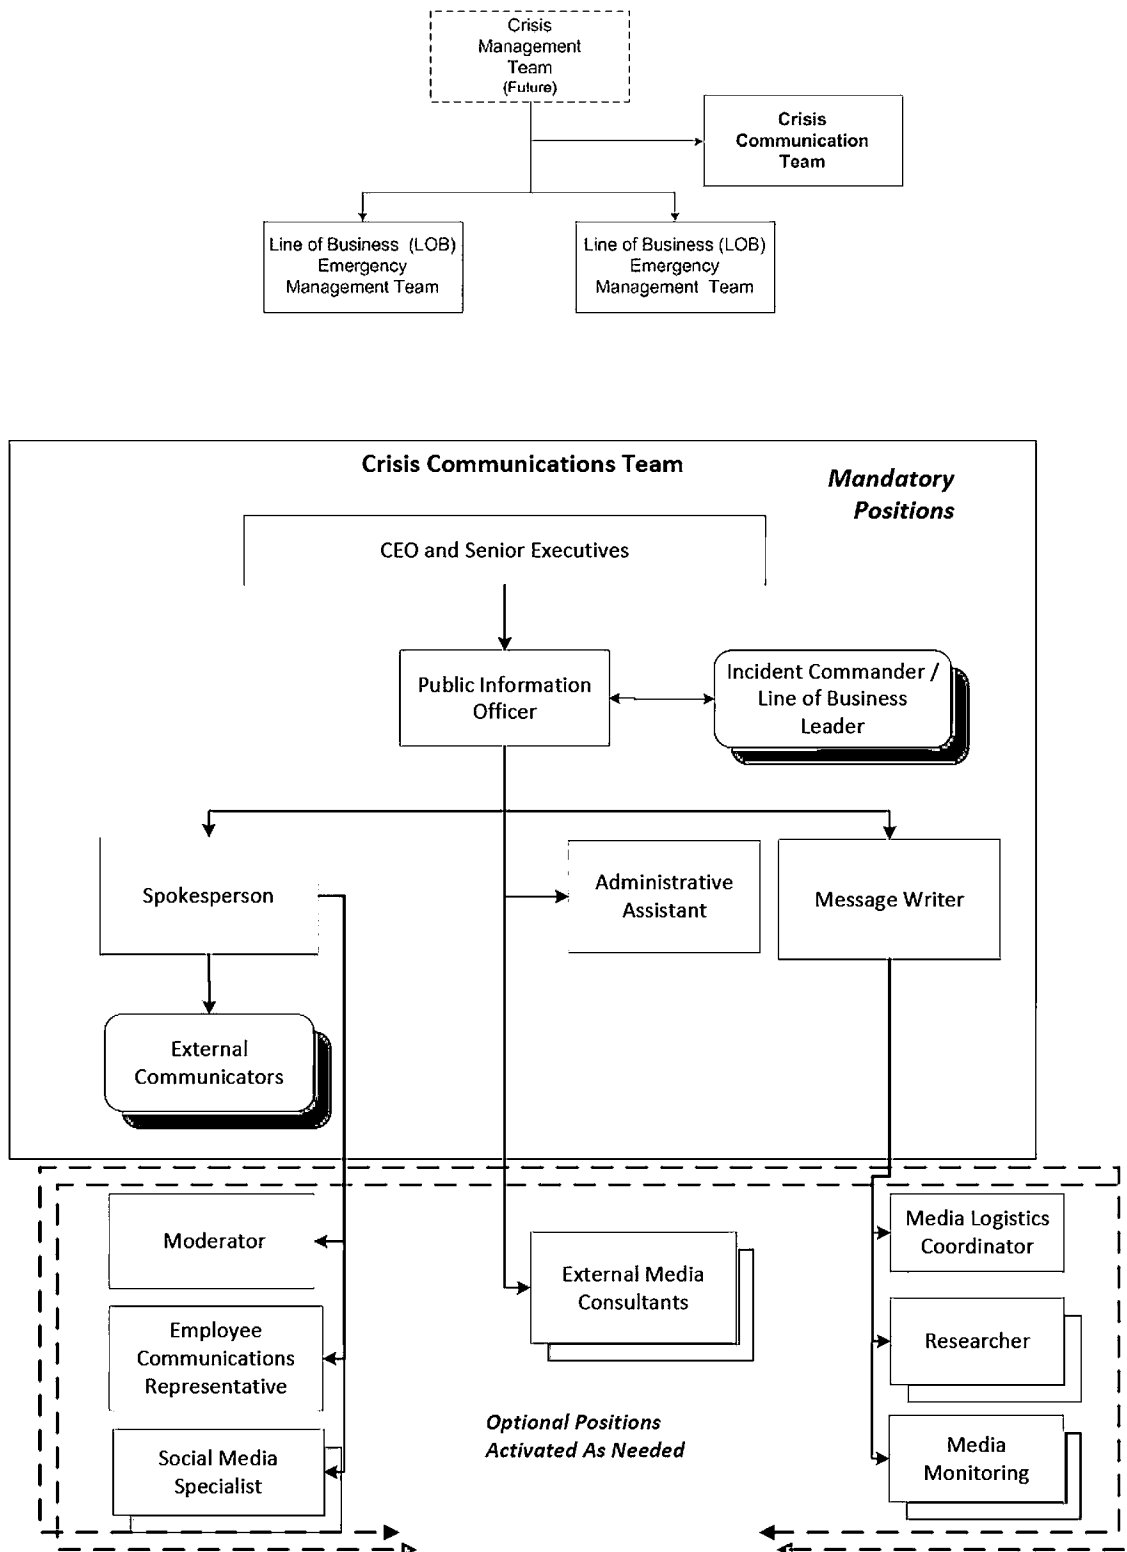 Crisis
Management
Team
(Future)
Crisis
Communication
Team
Line of Business (LOB)
Emergency
Management Team
Line of Business (LOB)
Emergency
Management Team
Crisis Communications Team
Mandatory
Positions
CEO and Senior Executives
Public Information
Officer
Incident Commander /
Line of Business
Leader
Spokesperson
Administrative
Assistant
Message Writer
External
Communicators
Moderator
Employee
Communications
Representative
Social Media
Specialist
External Media
Consultants
Optional Positions
Activated As Needed
Media Logistics
Coordinator
Researcher
Media
Monitoring